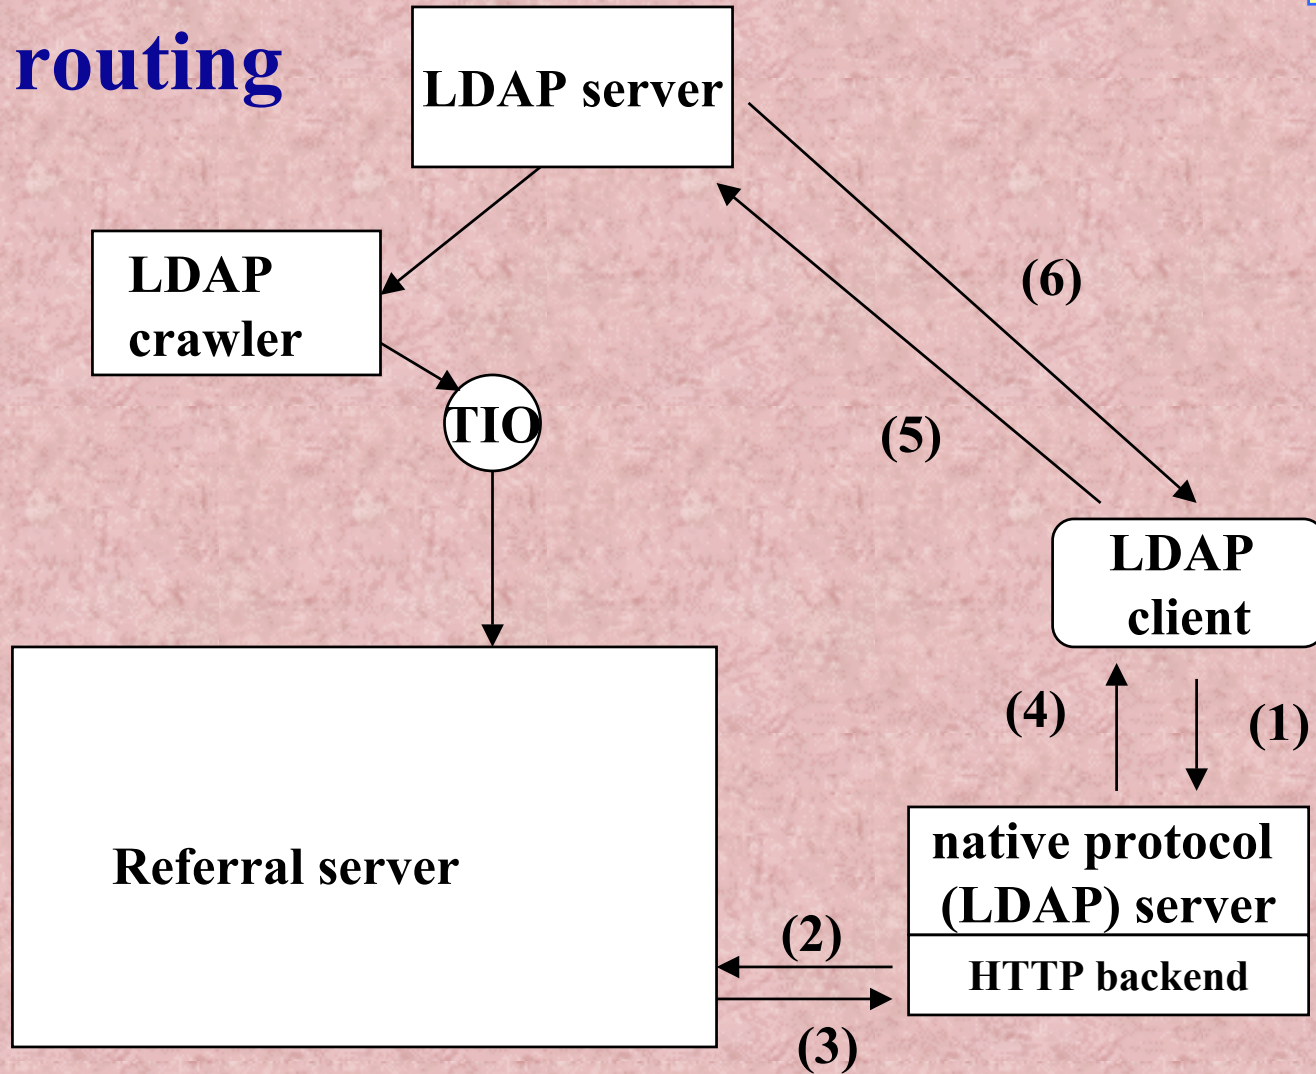 routing
LDAP server
LDAP
crawler
(6)
TIO
(5)
LDAP
client
(4)
(1)
native protocol
(LDAP) server
Referral server
(2)
HTTP backend
(3)